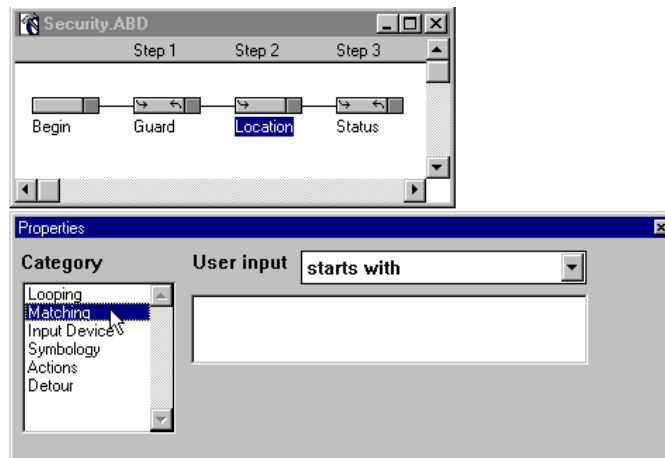 Security.ABD
Step 1 Step 2 Step 3
Begin Guard Location Status
Properties
Category User input starts with
Looping
Matching
Input Device
Symbology
Actions
Detour